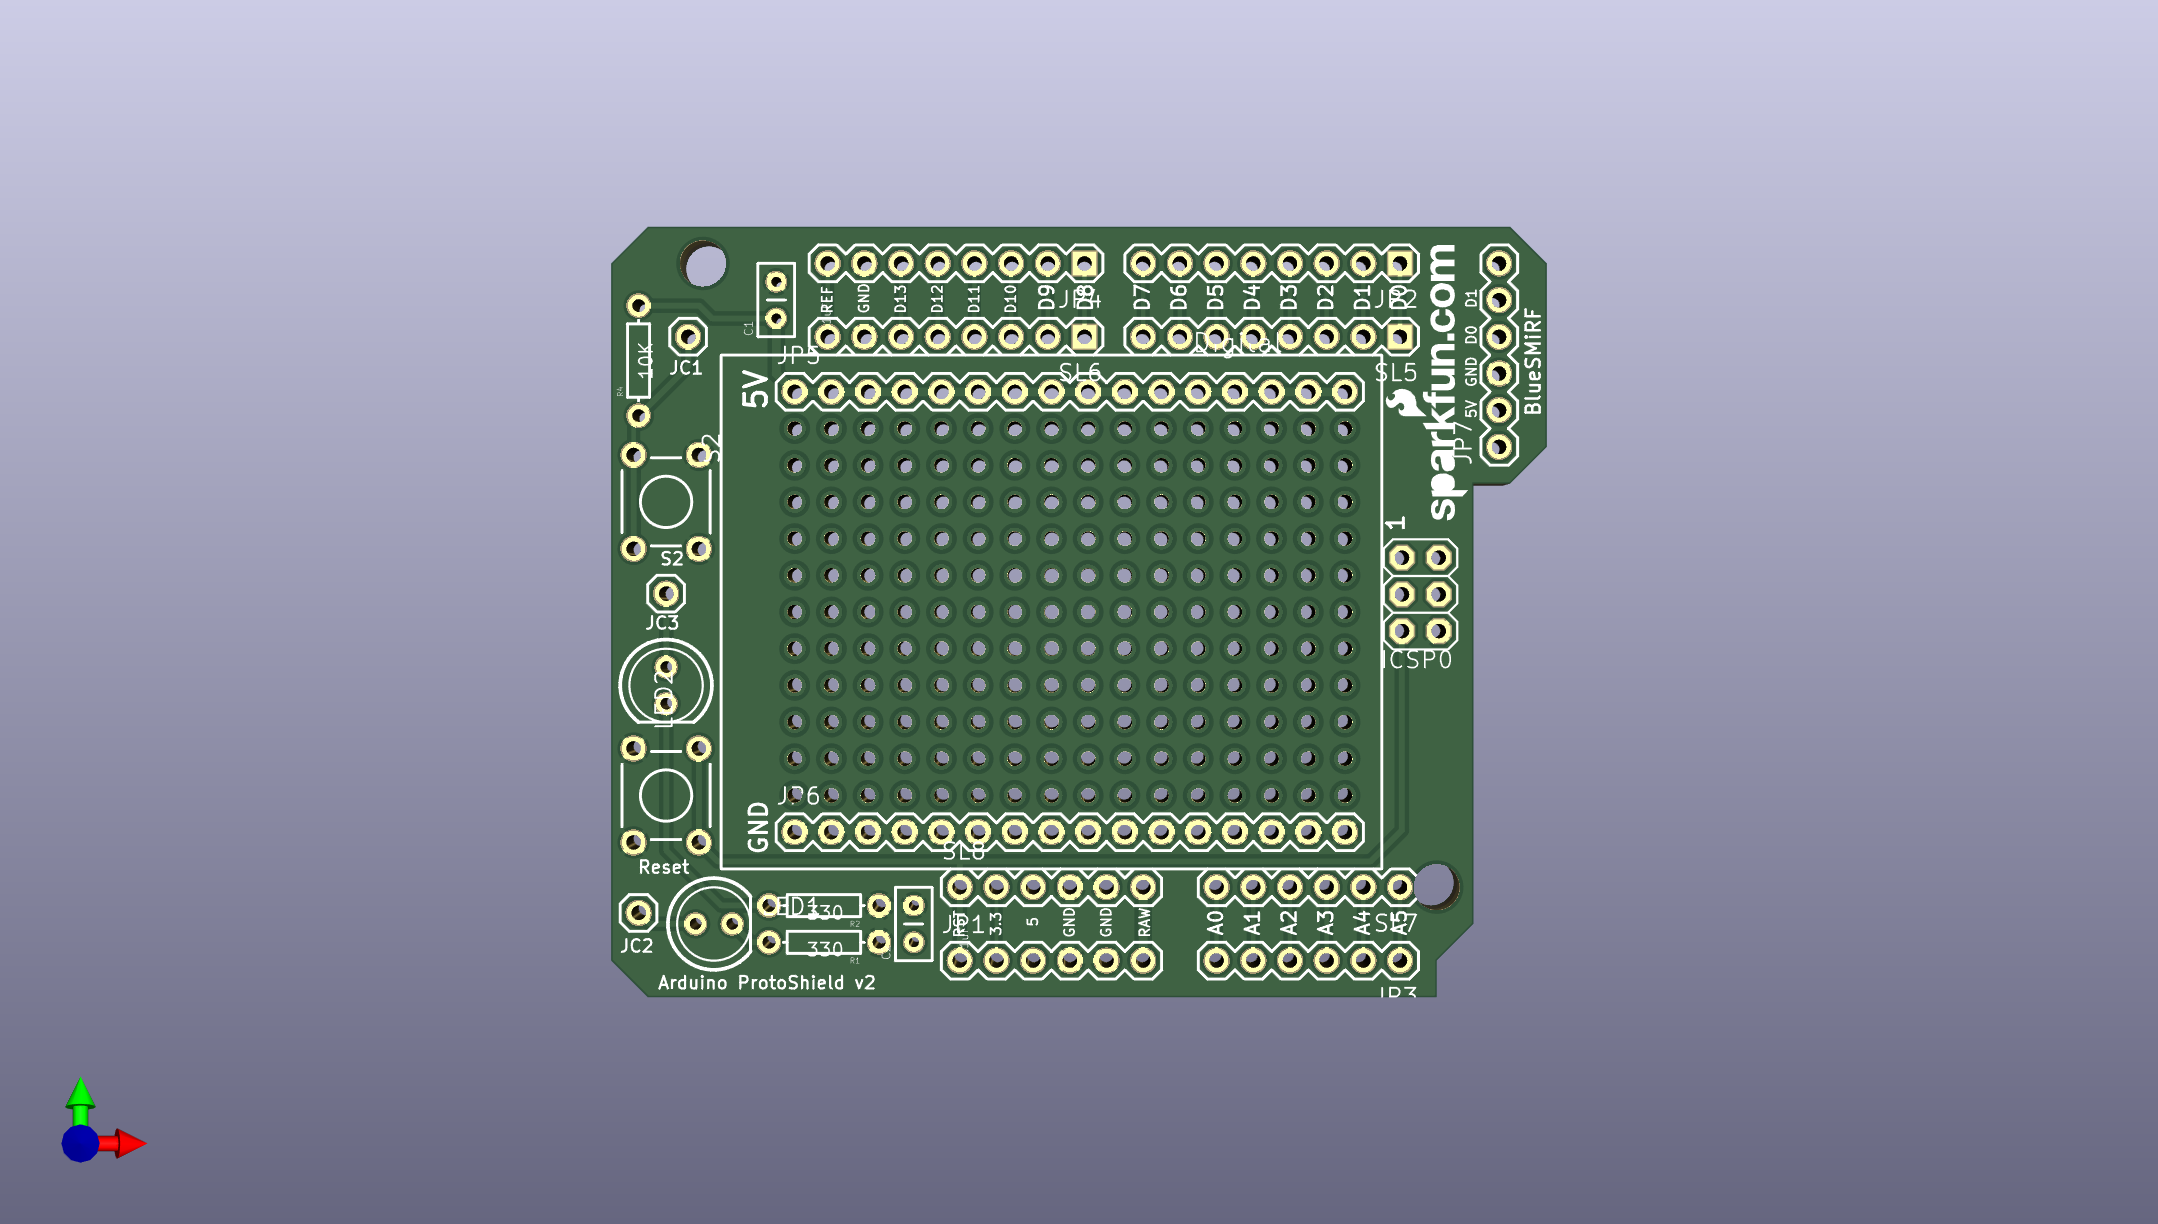 REF GND D13 D12 D11 D10 D9 D8
D7 D6 D5 D4 D3 D2 D1 D0
JP4
JP2
C1
10K
R4
JC1
JP5
5V
SL6
Digital
SL5
sparkfun.com
D1
D0
GND
5V
BlueSMiRF
JP7
S2
S2
JC3
1
ICSP0
LED2
JP6
GND
SL8
Reset
JC2
LED1
330
R2
330
R1
JP1
RST 3.3 5 GND GND RAW
A0 A1 A2 A3 A4 A5
SL7
JP3
Arduino ProtoShield v2